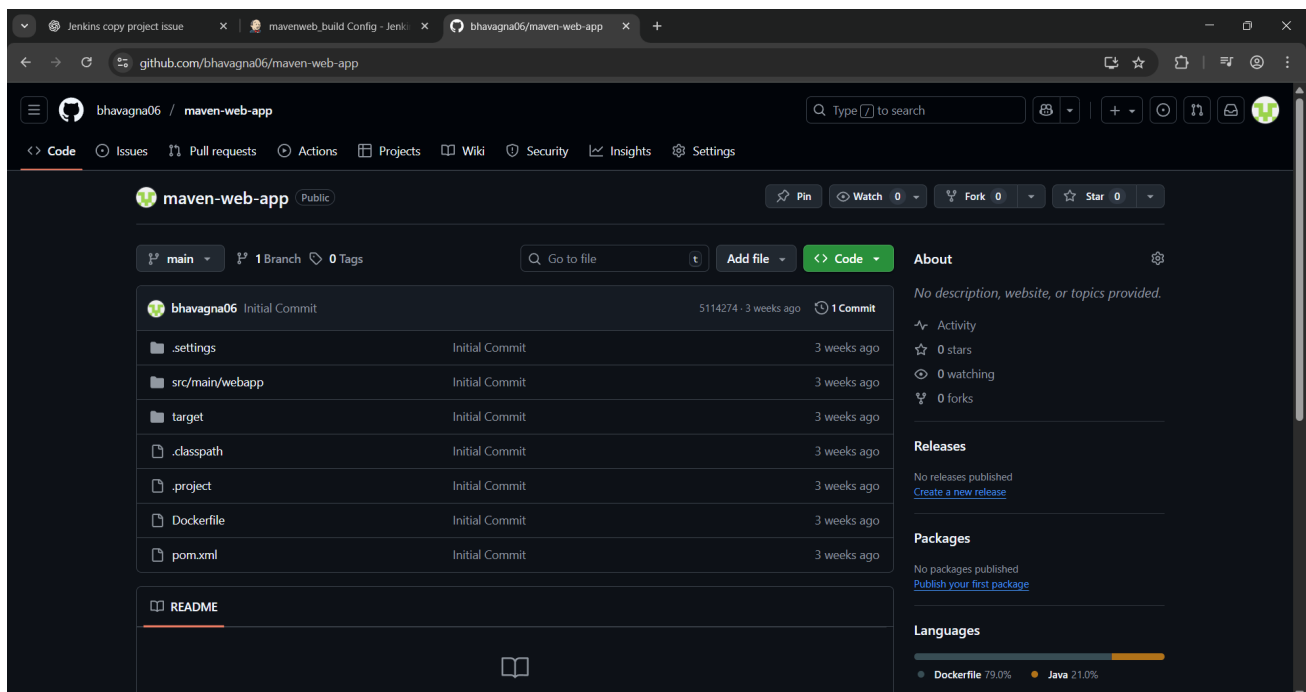 Jenkins copy project issue
mavenweb_build Config - Jenki
bhavagna06/maven-web-app
github.com/bhavagna06/maven-web-app
bhavagna06 / maven-web-app
Type / to search
Code Issues Pull requests Actions Projects Wiki Security Insights Settings
maven-web-app Public
Pin Watch 0 Fork 0 Star 0
main 1 Branch 0 Tags Go to file t Add file Code
bhavagna06 Initial Commit 5114274 · 3 weeks ago 1 Commit
.settings Initial Commit 3 weeks ago
src/main/webapp Initial Commit 3 weeks ago
target Initial Commit 3 weeks ago
.classpath Initial Commit 3 weeks ago
.project Initial Commit 3 weeks ago
Dockerfile Initial Commit 3 weeks ago
pom.xml Initial Commit 3 weeks ago
README
About
No description, website, or topics provided.
Activity
0 stars
0 watching
0 forks
Releases
No releases published
Create a new release
Packages
No packages published
Publish your first package
Languages
Dockerfile 79.0% Java 21.0%